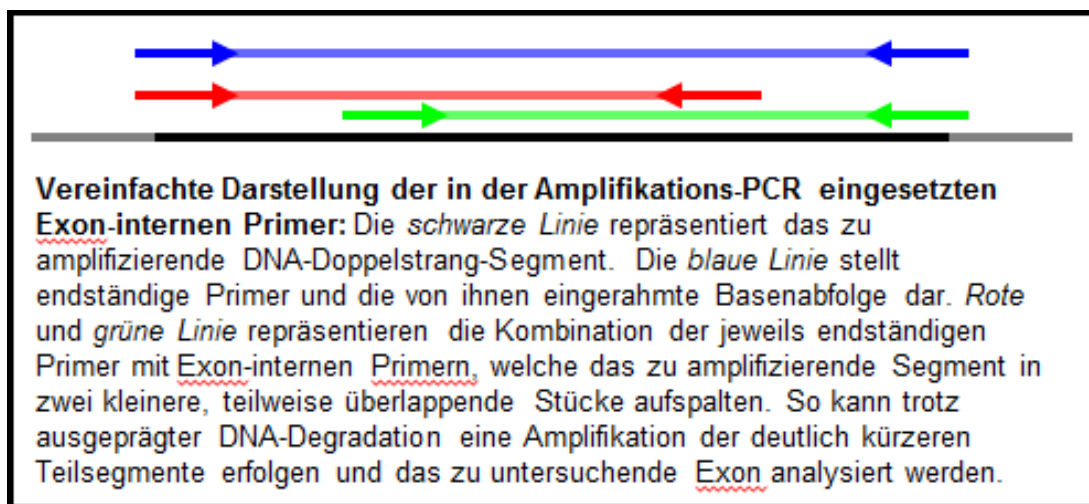 Vereinfachte Darstellung der in der Amplifikations-PCR eingesetzten
Exon-internen Primer: Die schwarze Linie repräsentiert das zu
amplifizierende DNA-Doppelstrang-Segment. Die blaue Linie stellt
endständige Primer und die von ihnen eingerahmte Basenabfolge dar. Rote
und grüne Linie repräsentieren die Kombination der jeweils endständigen
Primer mit Exon-internen Primern, welche das zu amplifizierende Segment in
zwei kleinere, teilweise überlappende Stücke aufspalten. So kann trotz
ausgeprägter DNA-Degradation eine Amplifikation der deutlich kürzeren
Teilsegmente erfolgen und das zu untersuchende Exon analysiert werden.